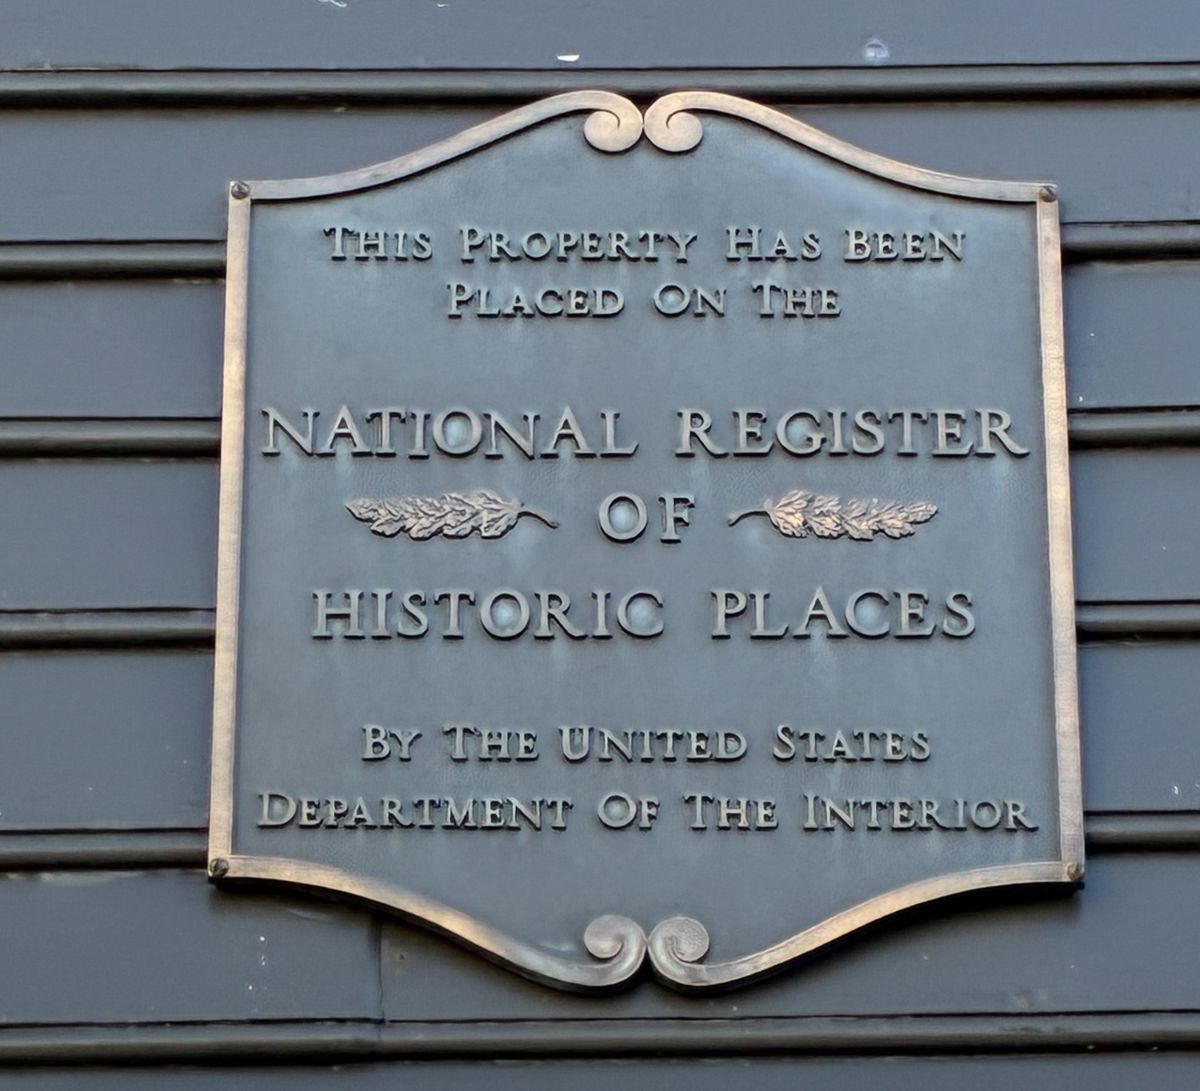 This Property Has Been
Placed On The
NATIONAL REGISTER
OF
HISTORIC PLACES
By The United States
Department Of The Interior